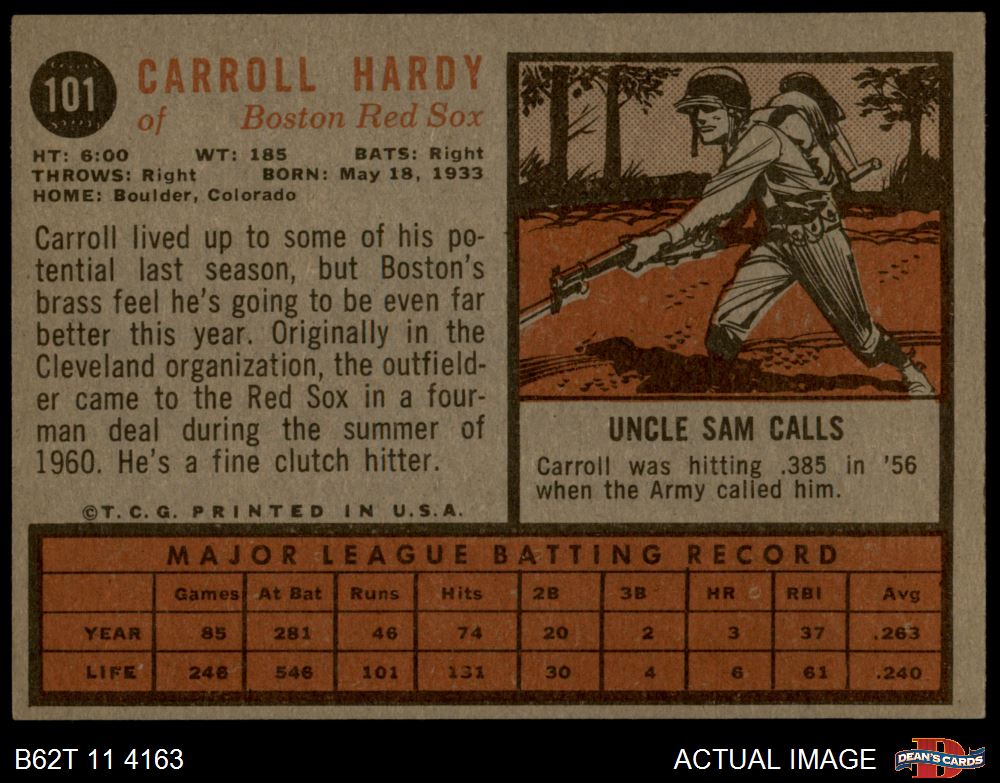 101
CARROLL HARDY
of Boston Red Sox
HT: 6:00 WT: 185 BATS: Right
THROWS: Right BORN: May 18, 1933
HOME: Boulder, Colorado
Carroll lived up to some of his po-
tential last season, but Boston's
brass feel he's going to be even far
better this year. Originally in the
Cleveland organization, the outfield-
er came to the Red Sox in a four-
man deal during the summer of
1960. He's a fine clutch hitter.
©T.C.G. PRINTED IN U.S.A.
UNCLE SAM CALLS
Carroll was hitting .385 in '56
when the Army called him.
MAJOR LEAGUE BATTING RECORD
Games At Bat Runs Hits 2B 3B HR RBI Avg
YEAR 85 281 46 74 20 2 3 37 .263
LIFE 246 546 101 131 30 4 6 61 .240
B62T 11 4163
ACTUAL IMAGE
DEAN'S CARDS